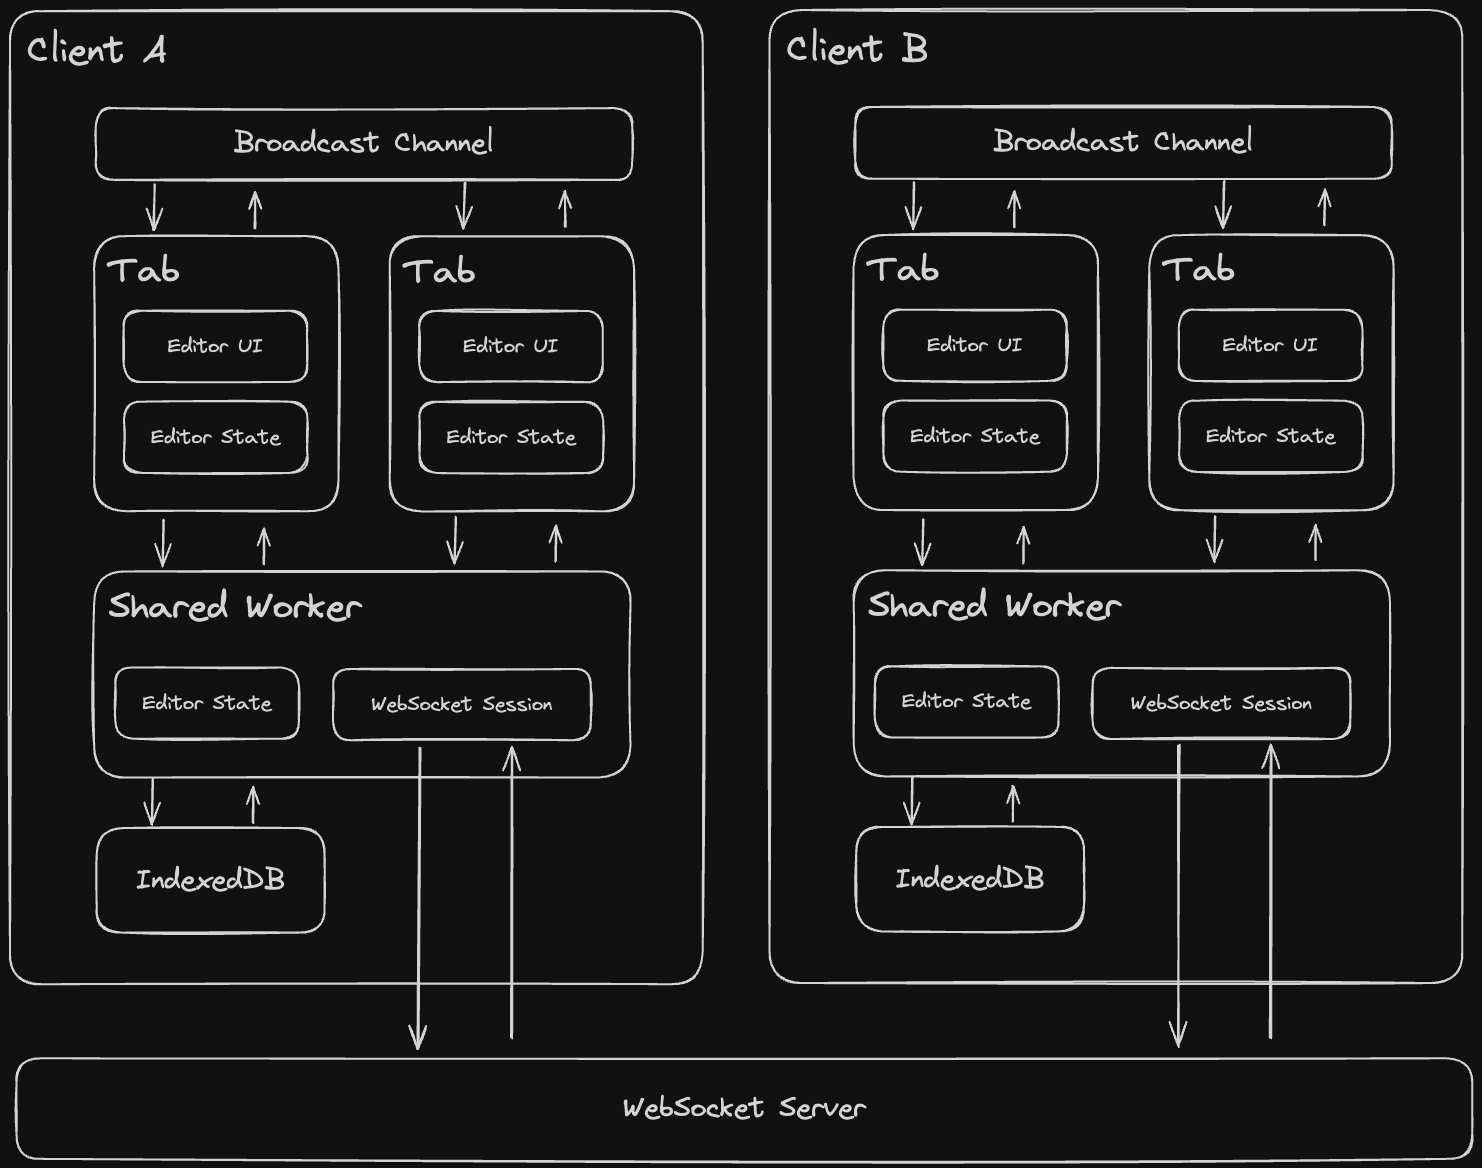 Client A
Broadcast Channel
Tab
Editor UI
Editor State
Tab
Editor UI
Editor State
Shared Worker
Editor State
WebSocket Session
IndexedDB
Client B
Broadcast Channel
Tab
Editor UI
Editor State
Tab
Editor UI
Editor State
Shared Worker
Editor State
WebSocket Session
IndexedDB
WebSocket Server